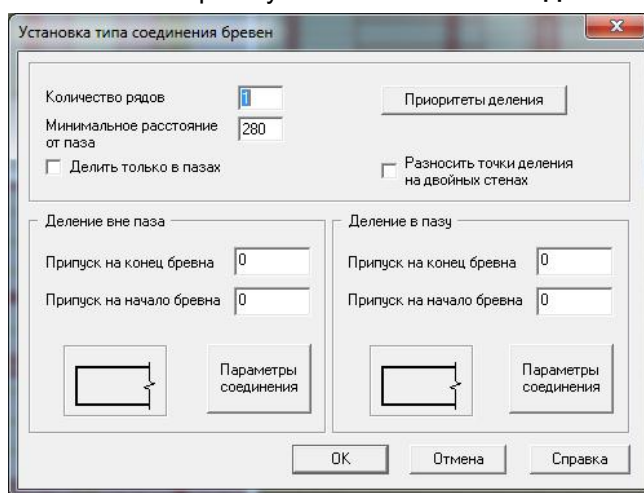 Установка типа соединения бревен
Количество рядов 1
Приоритеты деления
Минимальное расстояние
от паза 280
Делить только в пазах
Разносить точки деления
на двойных стенах
Деление вне паза
Припуск на конец бревна 0
Припуск на начало бревна 0
Параметры
соединения
Деление в пазу
Припуск на конец бревна 0
Припуск на начало бревна 0
Параметры
соединения
OK
Отмена
Справка